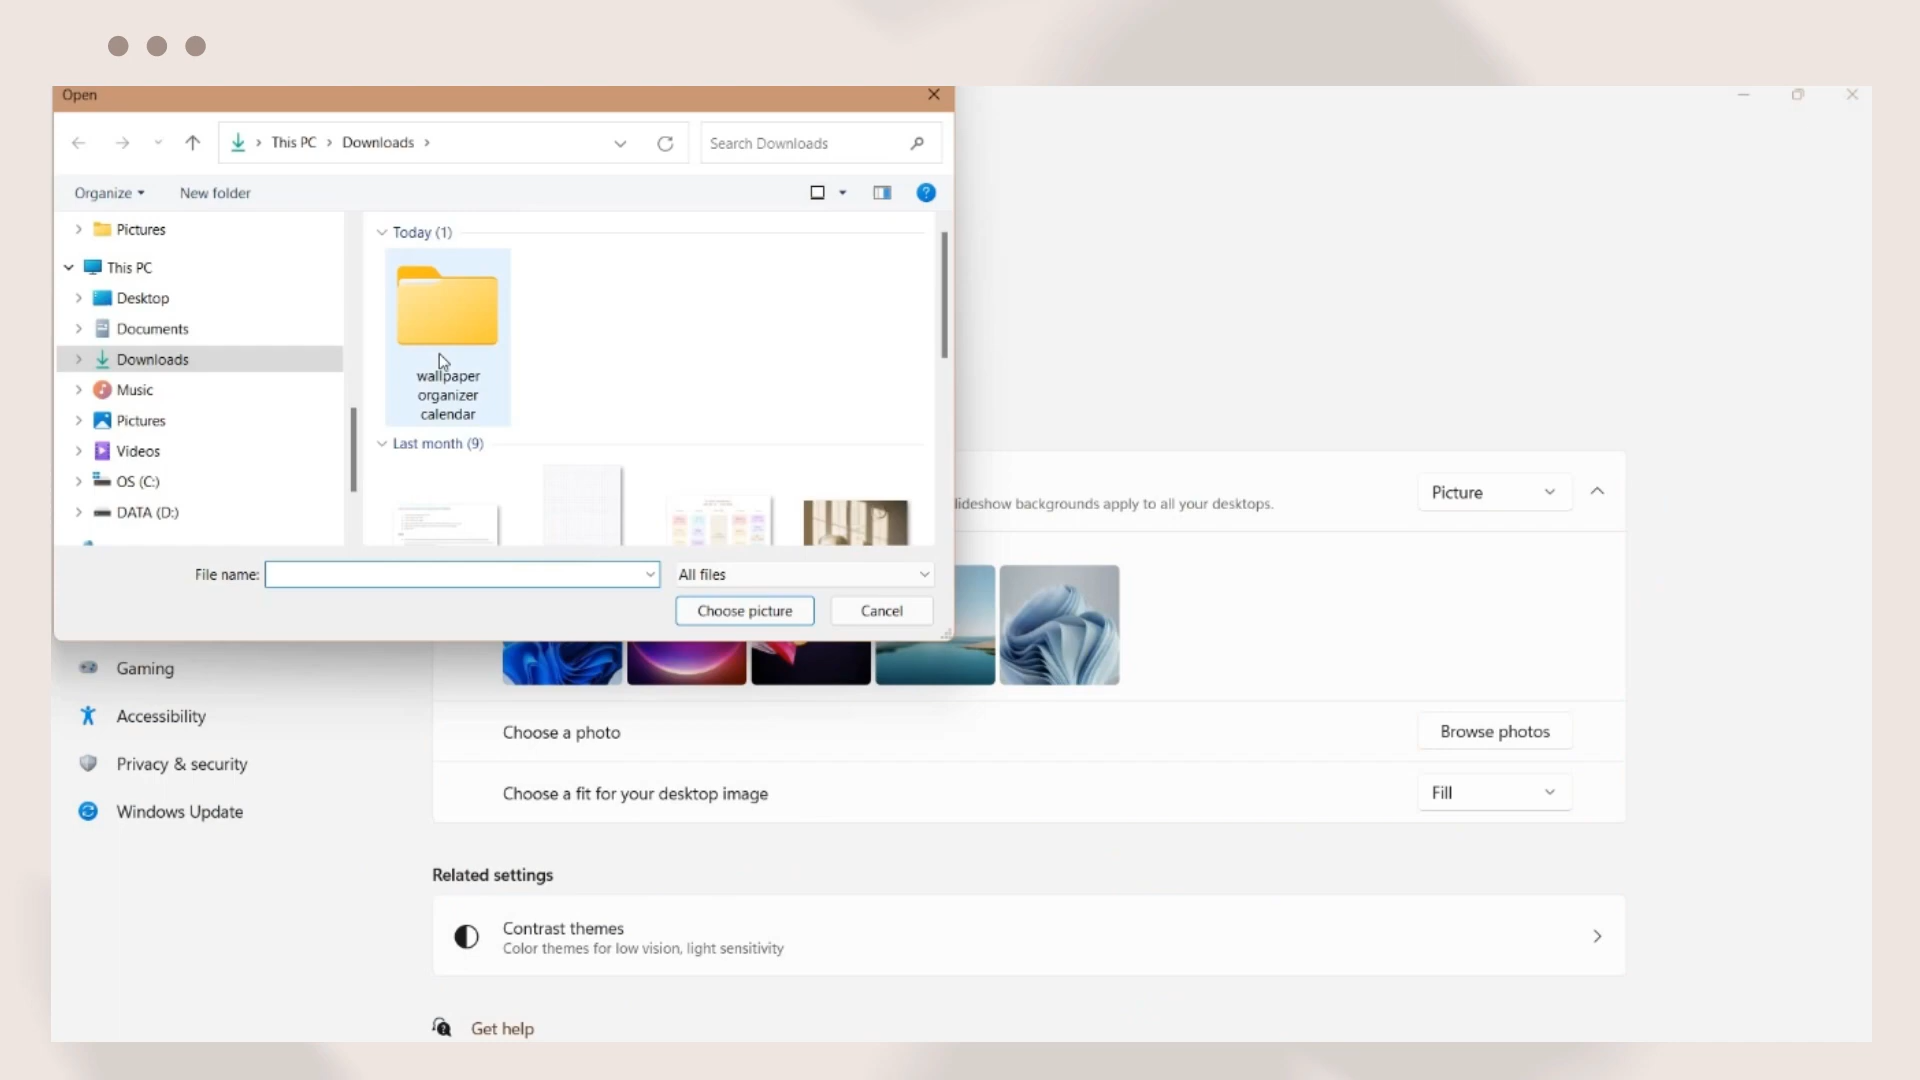 Open
This PC > Downloads >
Search Downloads
Organize
New folder
Pictures
This PC
Desktop
Documents
Downloads
Music
Pictures
Videos
OS (C:)
DATA (D:)
Today (1)
wallpaper
organizer
calendar
Last month (9)
File name:
All files
Choose picture
Cancel
lideshow backgrounds apply to all your desktops.
Picture
Gaming
Accessibility
Privacy & security
Windows Update
Choose a photo
Browse photos
Choose a fit for your desktop image
Fill
Related settings
Contrast themes
Color themes for low vision, light sensitivity
Get help